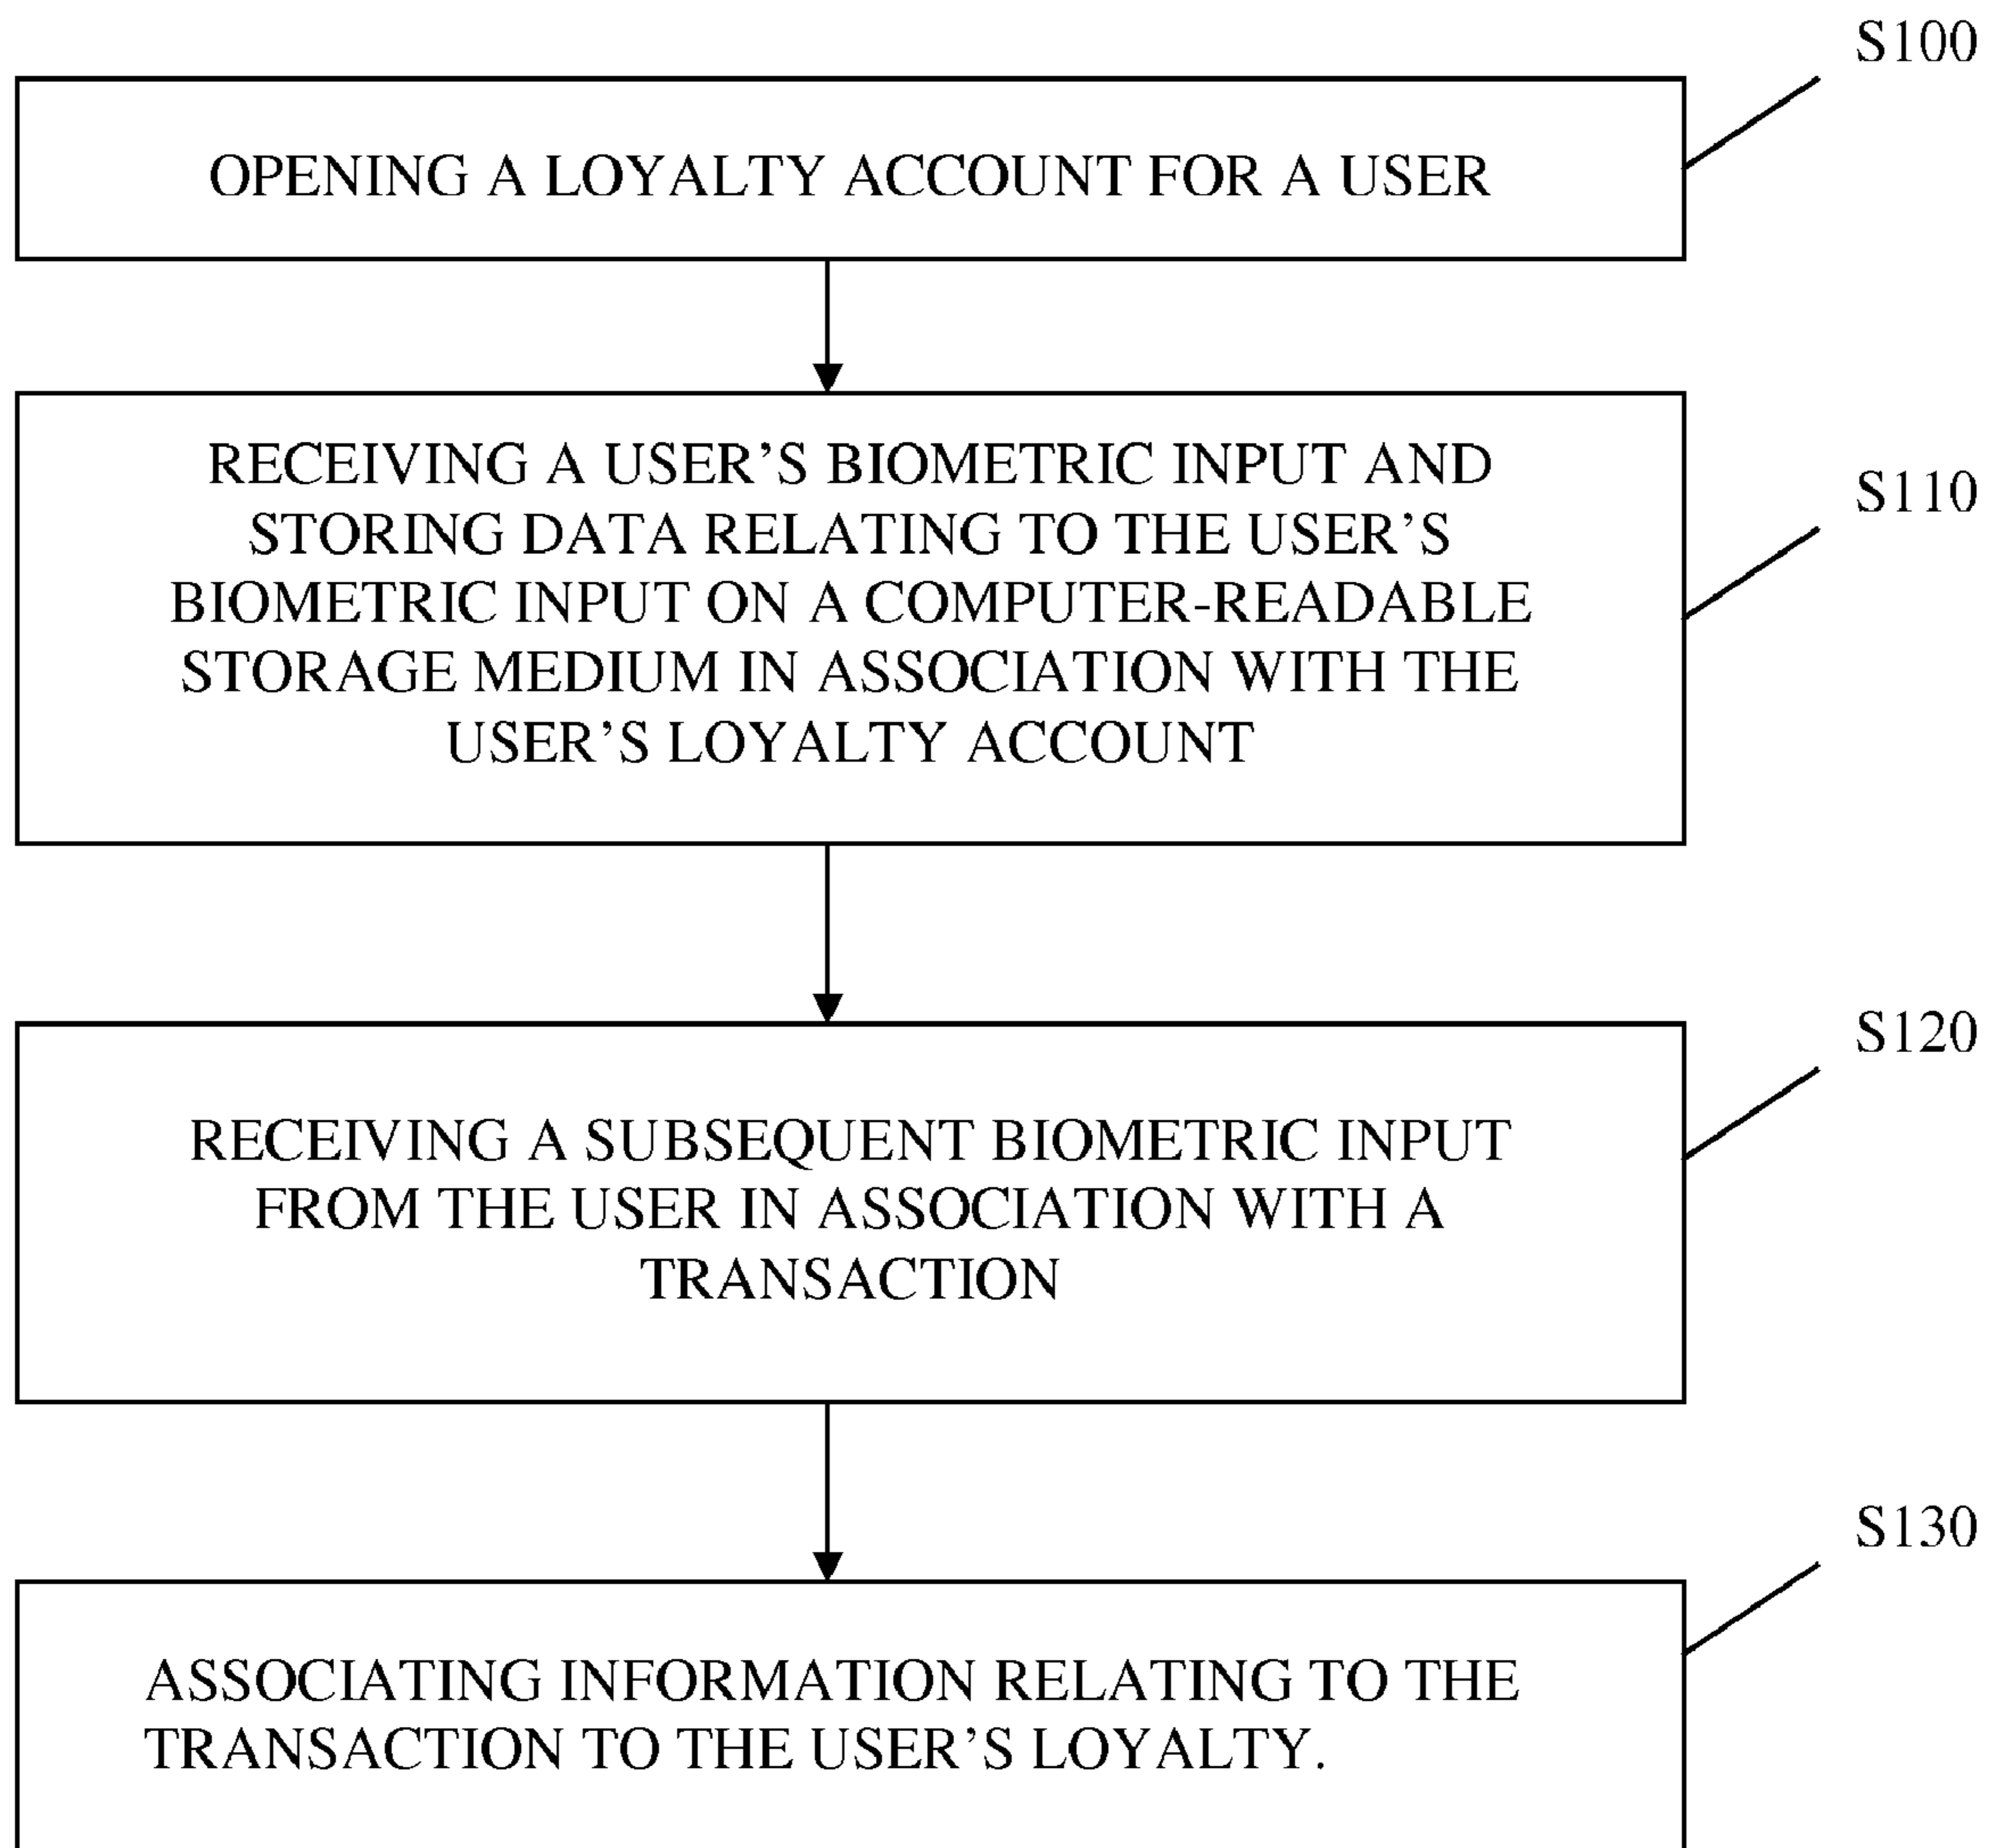 S100
OPENING A LOYALTY ACCOUNT FOR A USER
RECEIVING A USER’S BIOMETRIC INPUT AND
STORING DATA RELATING TO THE USER’S
BIOMETRIC INPUT ON A COMPUTER-READABLE
STORAGE MEDIUM IN ASSOCIATION WITH THE
USER’S LOYALTY ACCOUNT
S110
RECEIVING A SUBSEQUENT BIOMETRIC INPUT
FROM THE USER IN ASSOCIATION WITH A
TRANSACTION
S120
ASSOCIATING INFORMATION RELATING TO THE
TRANSACTION TO THE USER’S LOYALTY.
S130